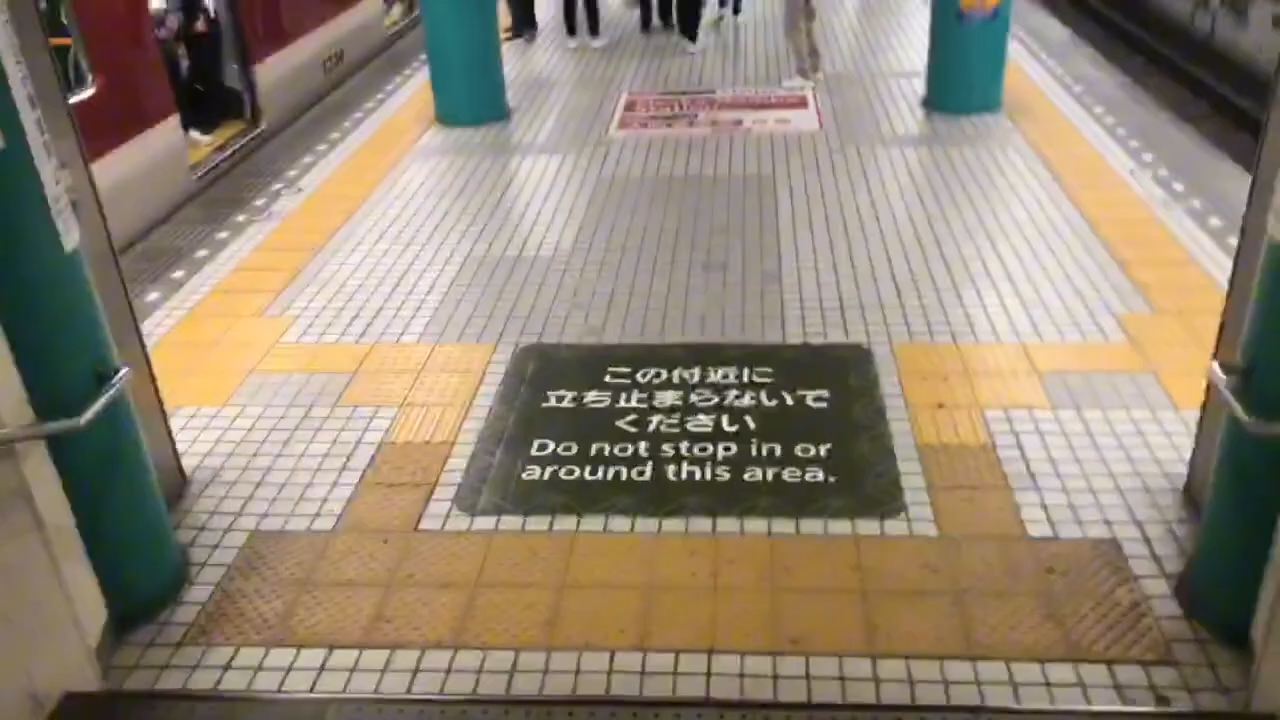 この付近に
立ち止まらないで
ください
Do not stop in or
around this area.